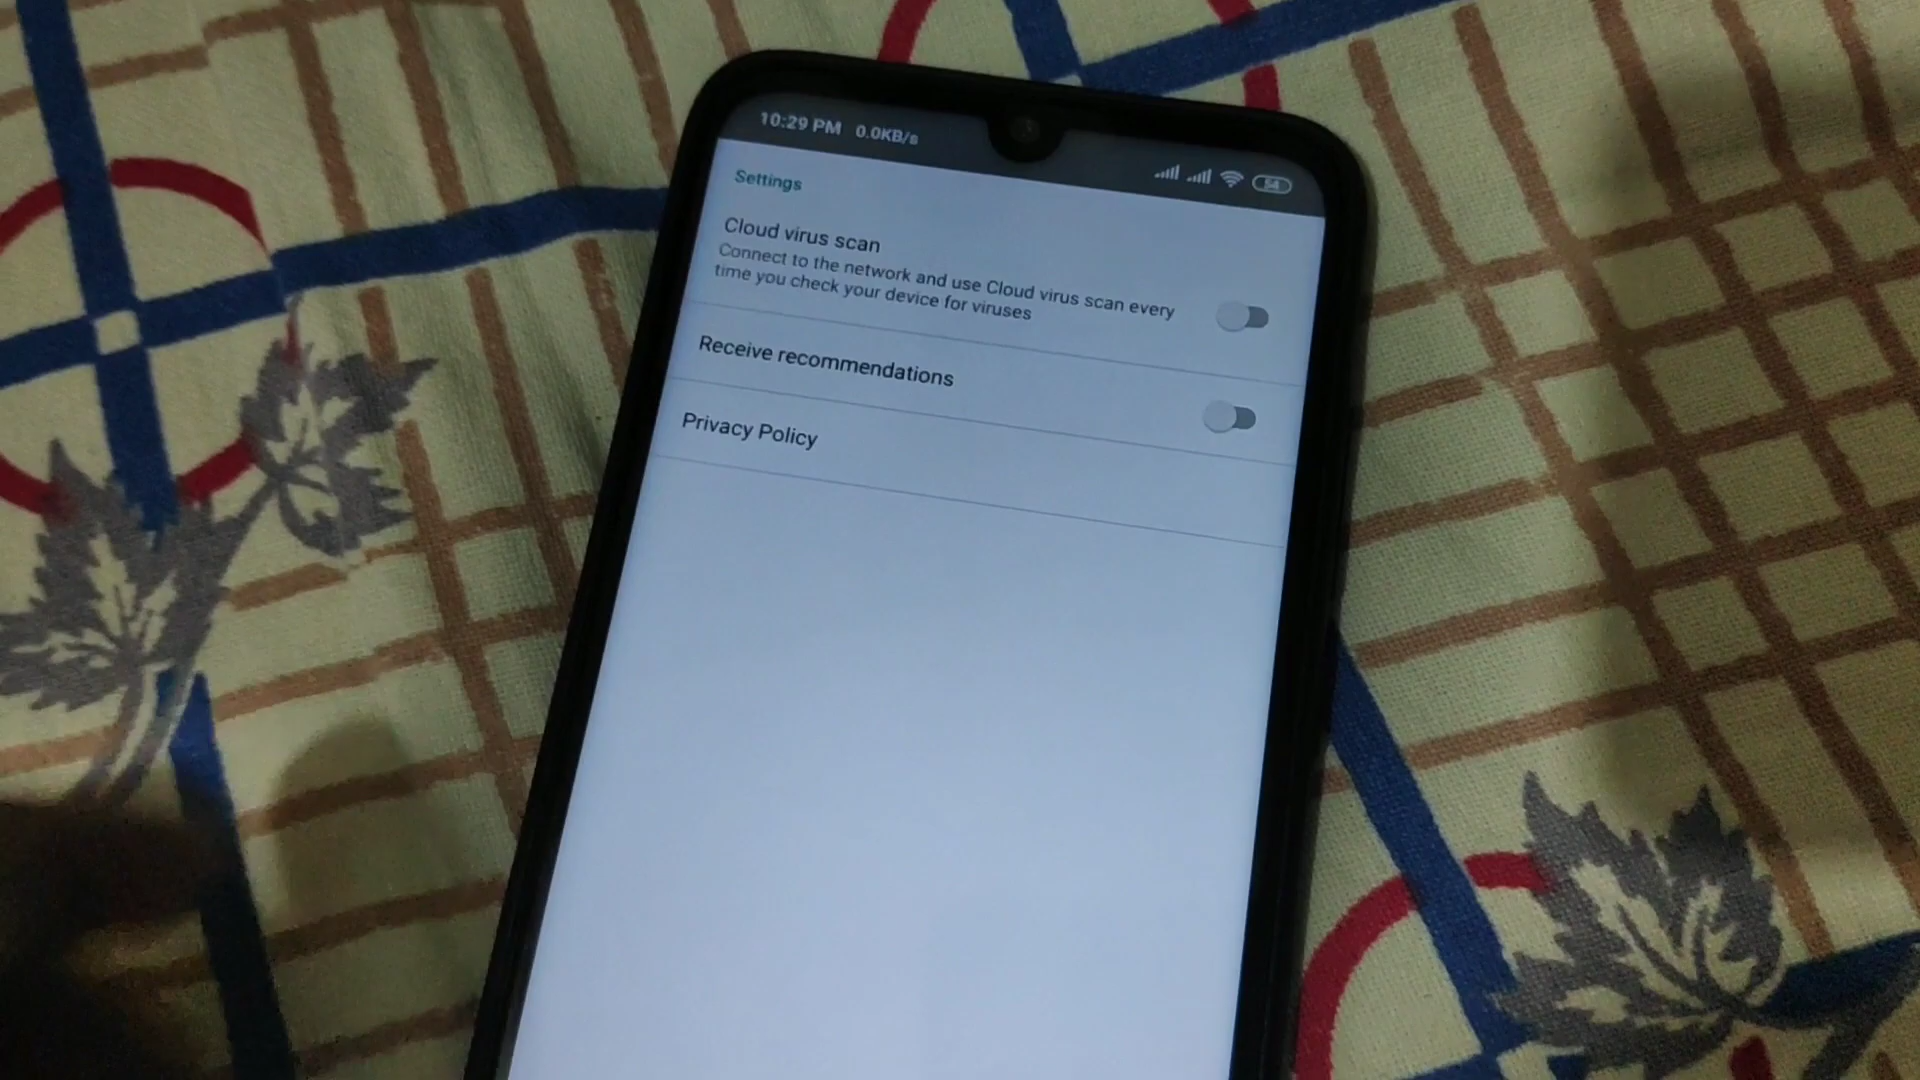 10:29 PM 0.0KB/s
54
Settings
Cloud virus scan
Connect to the network and use Cloud virus scan every
time you check your device for viruses
Receive recommendations
Privacy Policy